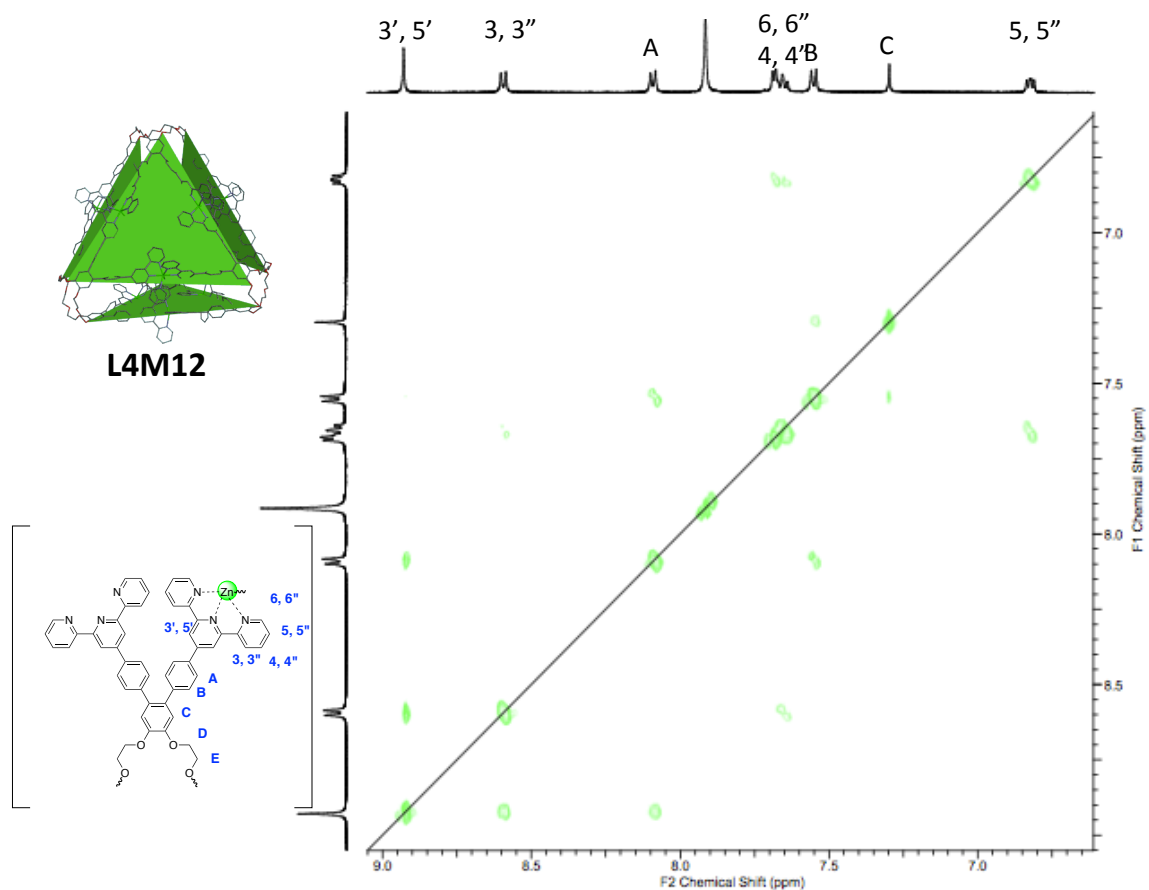 3’, 5’
3, 3”
A
6, 6”
4, 4’
B
C
5, 5”
L4M12
N
N
N
N
Zn
N
N
6, 6"
3', 5'
5, 5"
3, 3"
4, 4"
A
B
C
D
E
O
O
O
O
7.0
7.5
8.0
8.5
F1 Chemical Shift (ppm)
9.0
8.5
8.0
7.5
7.0
F2 Chemical Shift (ppm)